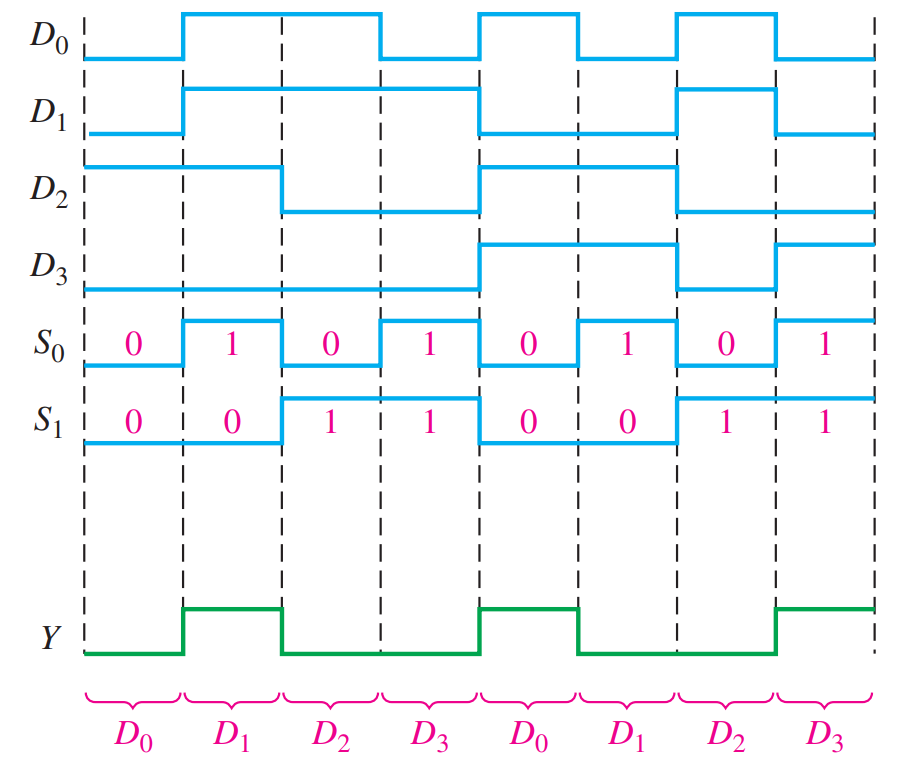 D₀
D₁
D₂
D₃
S₀ 0 1 0 1 0 1 0 1
S₁ 0 0 1 1 0 0 1 1
Y
D₀ D₁ D₂ D₃ D₀ D₁ D₂ D₃